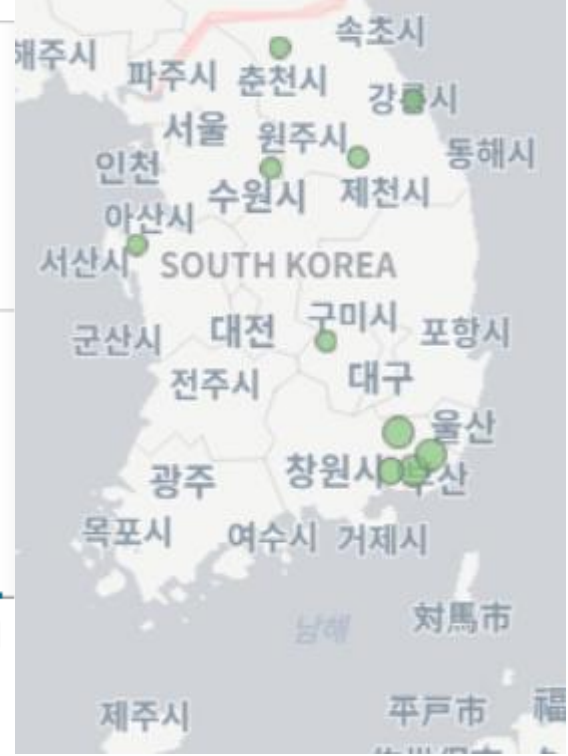 속초시
해주시
파주시 춘천시
강릉시
서울 원주시
인천 동해시
수원시 제천시
아산시
서산시 SOUTH KOREA
군산시 대전 구미시 포항시
전주시 대구
울산
광주 창원시 부산
목포시 여수시 거제시
対馬市
남해
제주시 平戸市 福